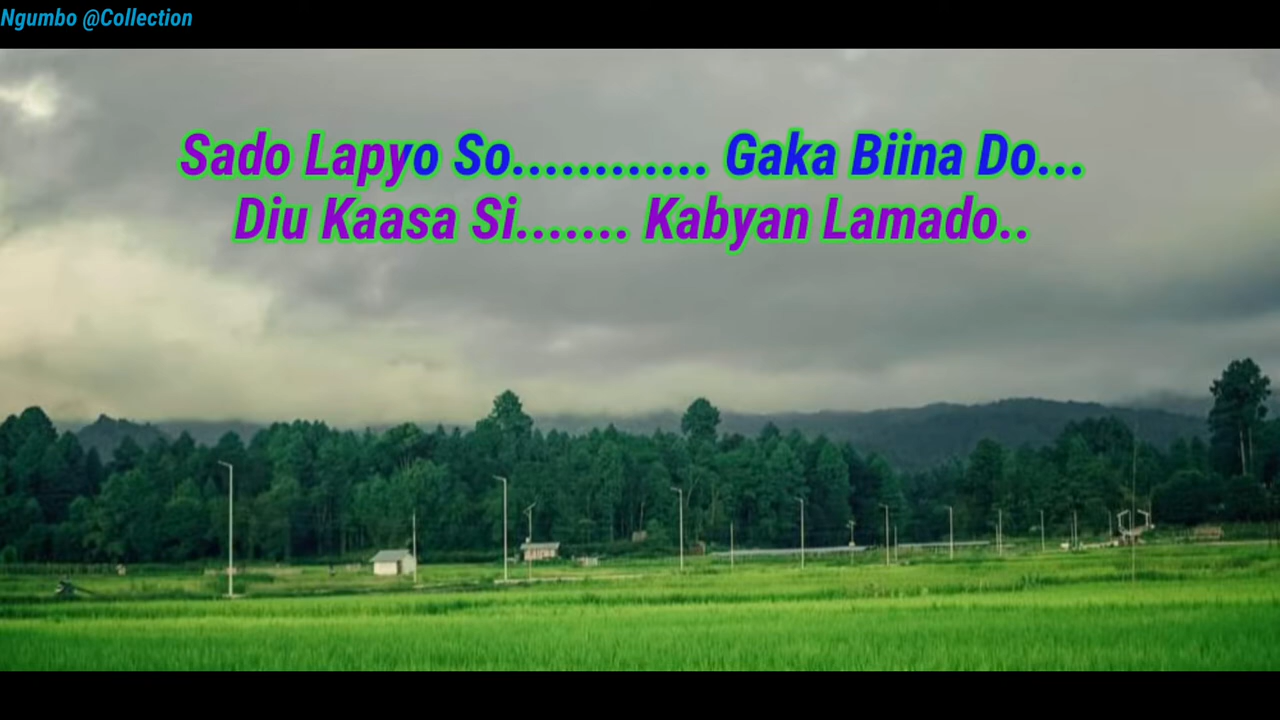 Ngumbo @Collection
Sado Lapyo So............ Gaka Biina Do...
Diu Kaasa Si....... Kabyan Lamado..